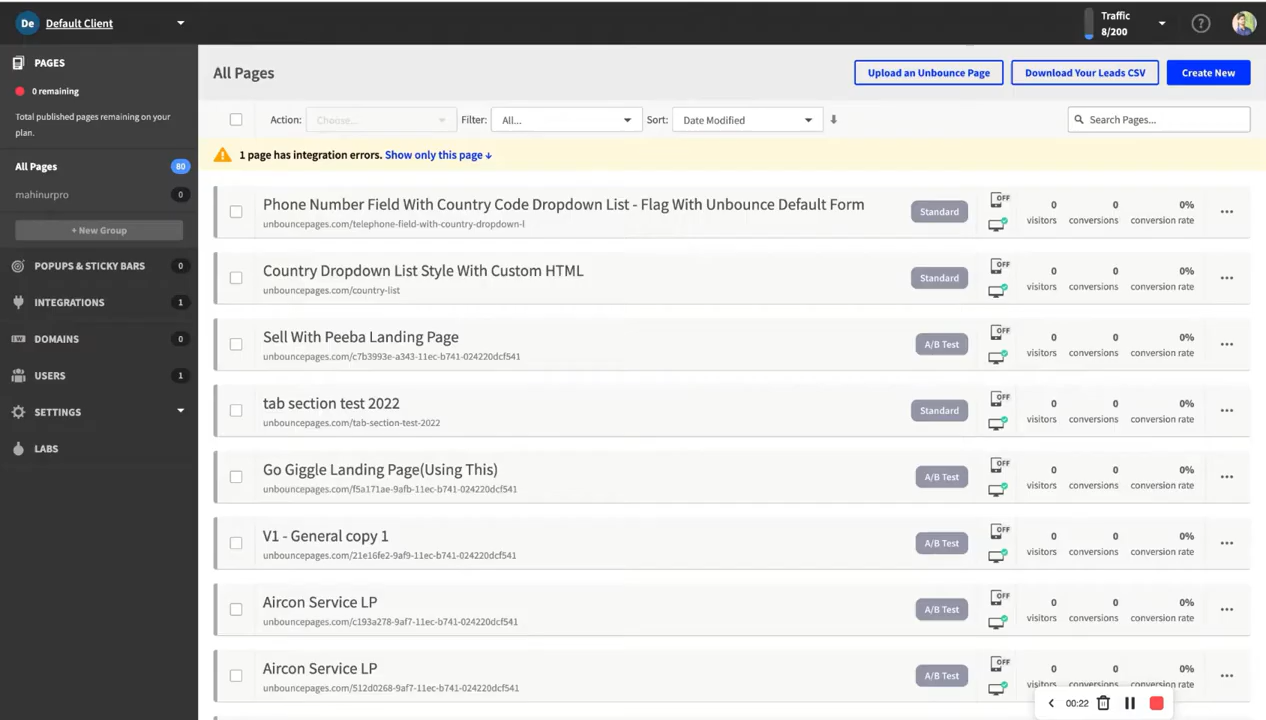 De Default Client
Traffic
8/200
?
PAGES
0 remaining
Total published pages remaining on your
plan.
All Pages 80
mahinurpro 0
+ New Group
POPUPS & STICKY BARS 0
INTEGRATIONS 1
DOMAINS 0
USERS 1
SETTINGS
LABS
All Pages
Upload an Unbounce Page
Download Your Leads CSV
Create New
Action: Choose... Filter: All... Sort: Date Modified
Search Pages...
1 page has integration errors. Show only this page
Phone Number Field With Country Code Dropdown List - Flag With Unbounce Default Form
unbouncepages.com/telephone-field-with-country-dropdown-l
Standard
OFF
0 0 0%
visitors conversions conversion rate
Country Dropdown List Style With Custom HTML
unbouncepages.com/country-list
Standard
OFF
0 0 0%
visitors conversions conversion rate
Sell With Peeba Landing Page
unbouncepages.com/c7b3993e-a343-11ec-b741-024220dcf541
A/B Test
OFF
0 0 0%
visitors conversions conversion rate
tab section test 2022
unbouncepages.com/tab-section-test-2022
Standard
OFF
0 0 0%
visitors conversions conversion rate
Go Giggle Landing Page(Using This)
unbouncepages.com/f5a171ae-9afb-11ec-b741-024220dcf541
A/B Test
OFF
0 0 0%
visitors conversions conversion rate
V1 - General copy 1
unbouncepages.com/21e16fe2-9af9-11ec-b741-024220dcf541
A/B Test
OFF
0 0 0%
visitors conversions conversion rate
Aircon Service LP
unbouncepages.com/c193a278-9af7-11ec-b741-024220dcf541
A/B Test
OFF
0 0 0%
visitors conversions conversion rate
Aircon Service LP
unbouncepages.com/512d0268-9af7-11ec-b741-024220dcf541
A/B Test
OFF
0 0 0%
visitors conversions conversion rate
00:22